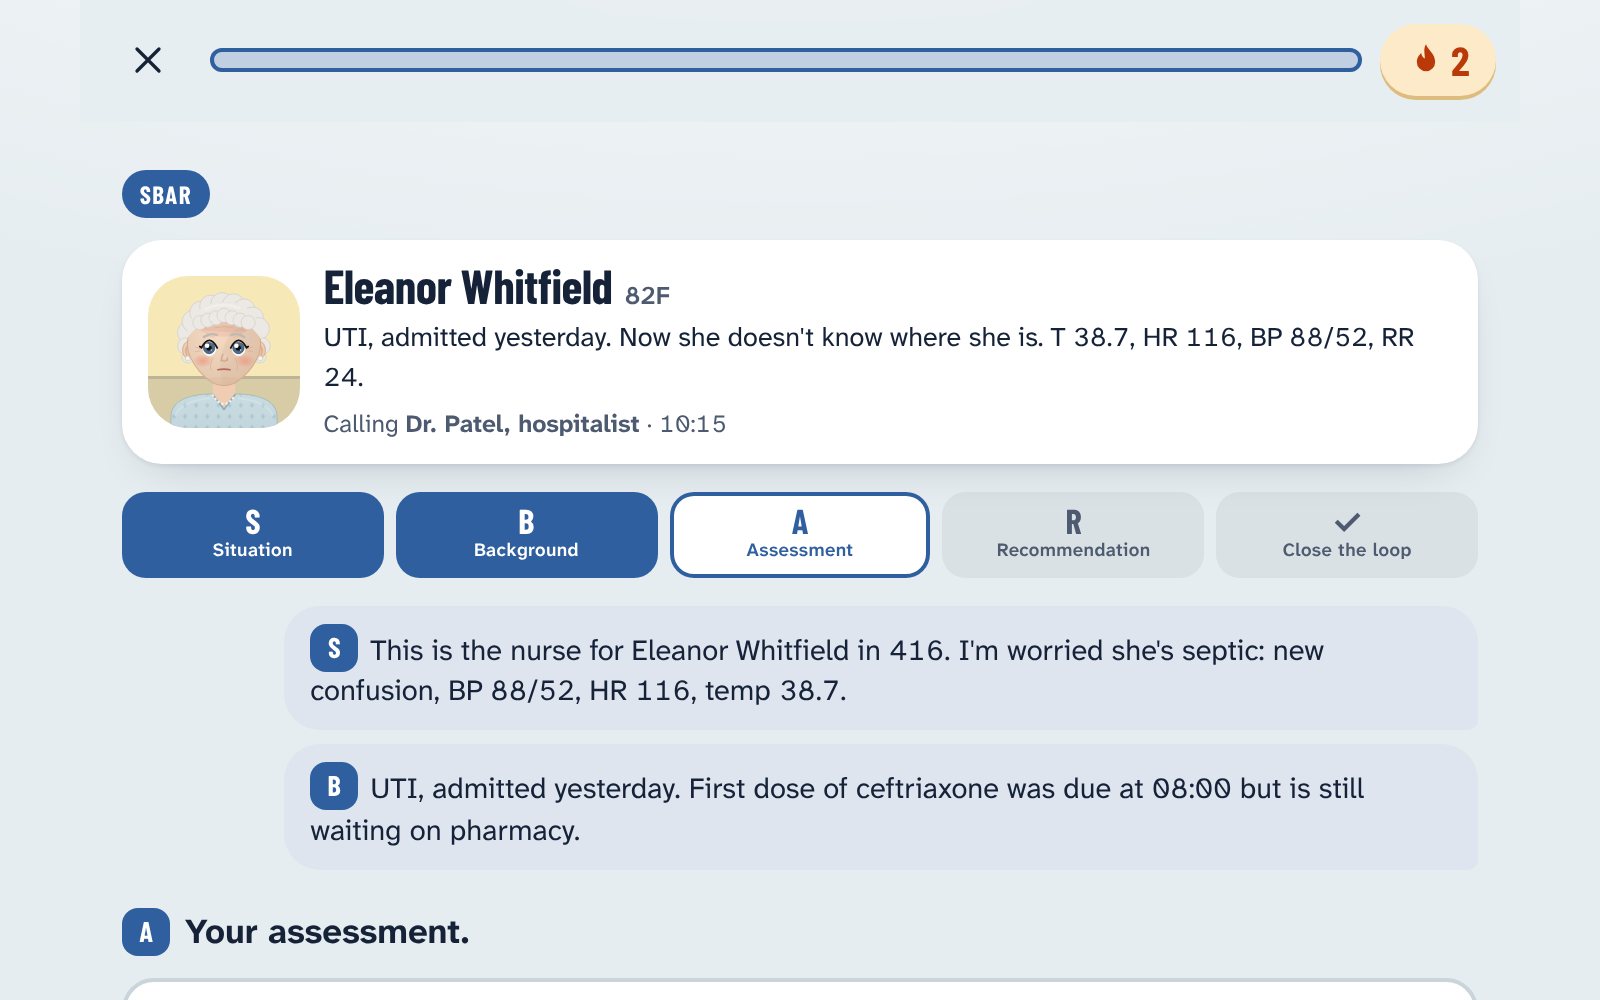 2
SBAR
Eleanor Whitfield 82F
UTI, admitted yesterday. Now she doesn't know where she is. T 38.7, HR 116, BP 88/52, RR
24.
Calling Dr. Patel, hospitalist · 10:15
S
Situation
B
Background
A
Assessment
R
Recommendation
Close the loop
S This is the nurse for Eleanor Whitfield in 416. I'm worried she's septic: new
confusion, BP 88/52, HR 116, temp 38.7.
B UTI, admitted yesterday. First dose of ceftriaxone was due at 08:00 but is still
waiting on pharmacy.
A Your assessment.